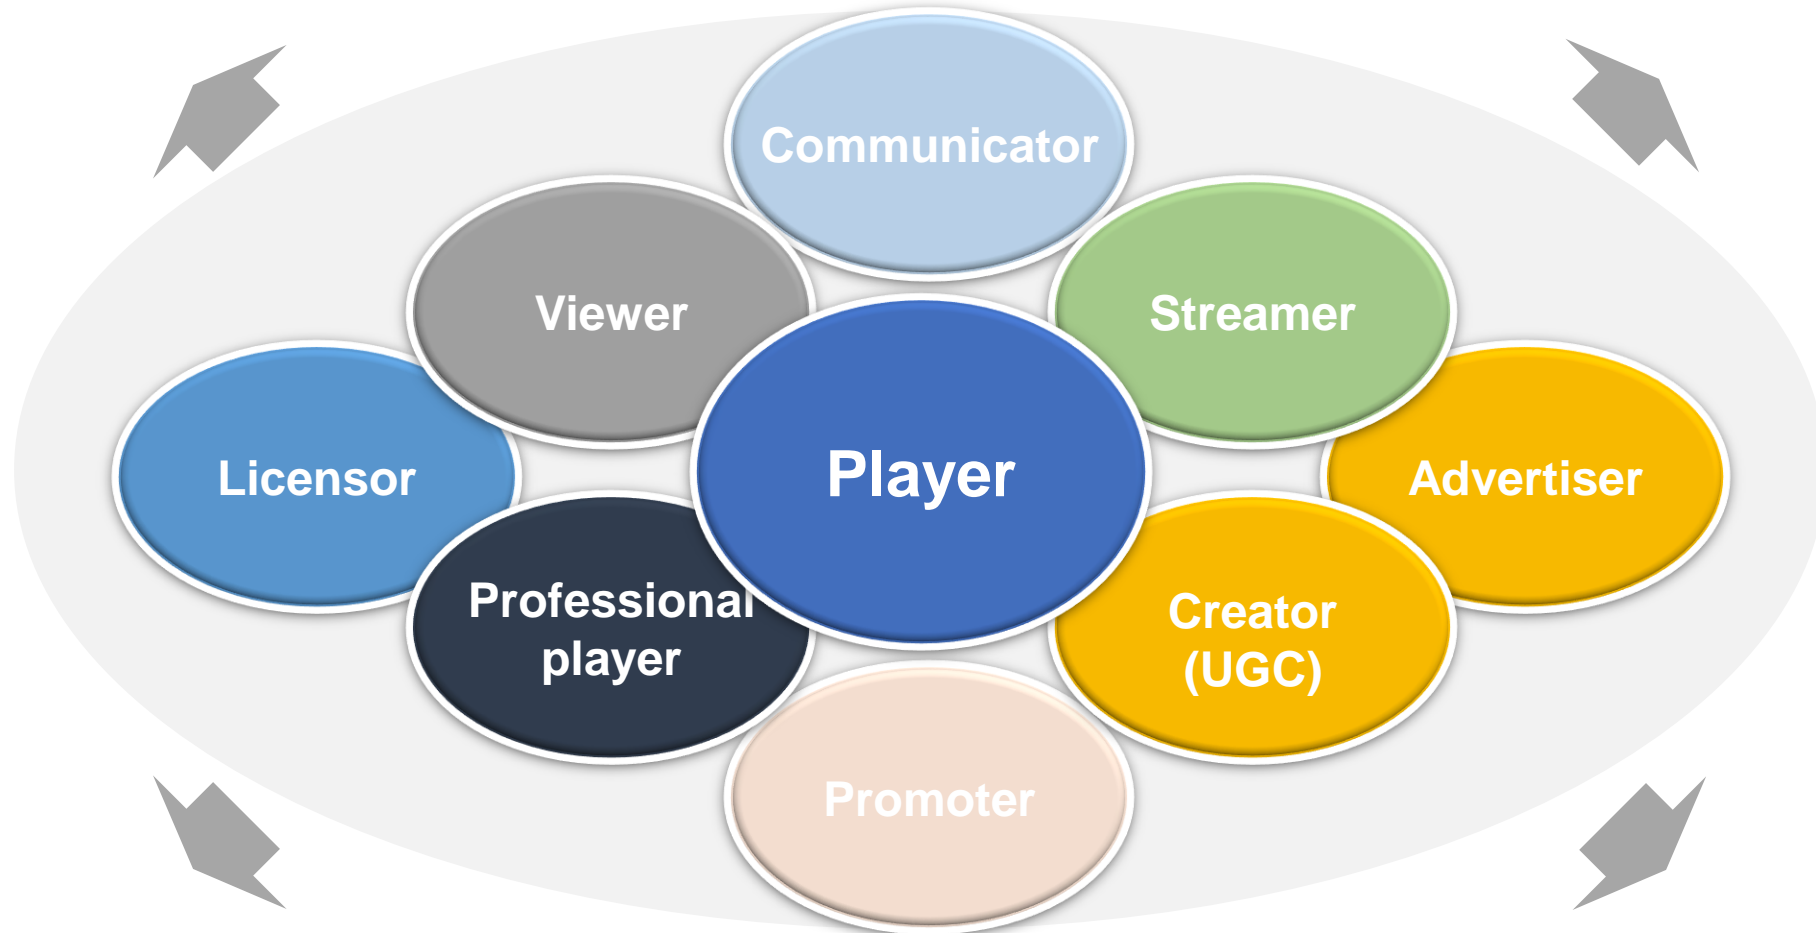 Communicator
Viewer
Streamer
Licensor
Player
Advertiser
Professional
player
Creator
(UGC)
Promoter